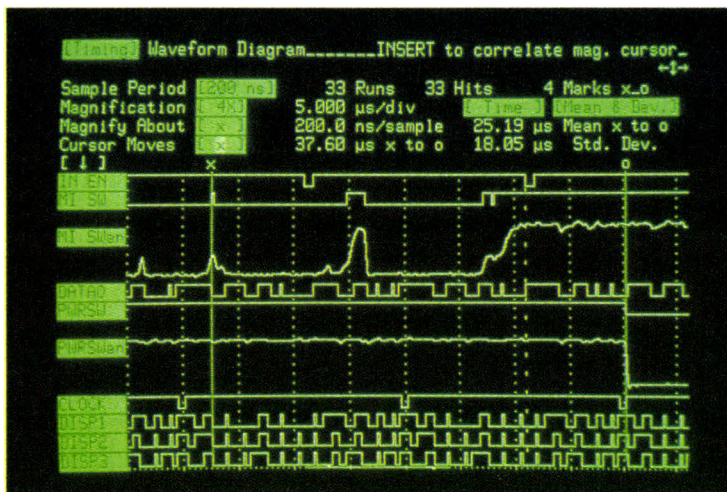 [Timing] Waveform Diagram_______INSERT to correlate mag. cursor_
Sample Period [200 ns] 33 Runs 33 Hits 4 Marks x_o
Magnification [ 4X] 5.000 µs/div [ Time ] [Mean & Dev.]
Magnify About [ x ] 200.0 ns/sample 25.19 µs Mean x to o
Cursor Moves [ x ] 37.60 µs x to o 18.05 µs Std. Dev.
[ ↓ ] x o
IN EN
MI SW
MI SWan
DATAO
PWRSW
PWRSWan
CLOCK
DISP1
DISP2
DISP3